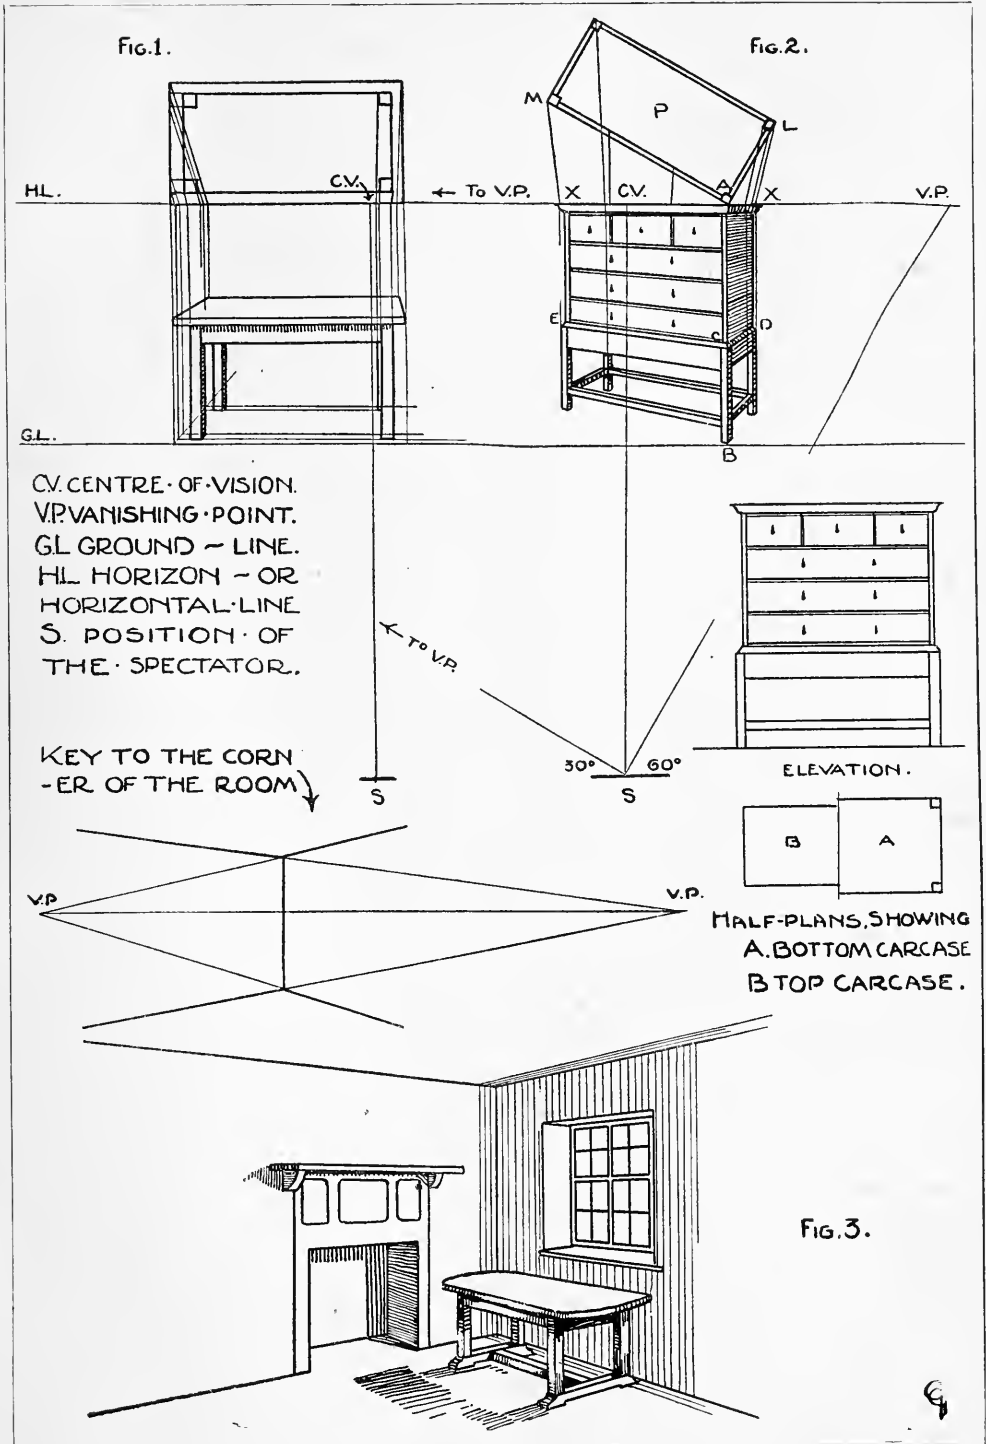 FIG.1.
FIG.2.
M
P
L
A
H.L.
C.V.
← TO V.P.
X
C.V.
X
V.P.
E
C
D
G.L.
B
C.V. CENTRE·OF·VISION.
V.P. VANISHING·POINT.
G.L GROUND ~ LINE.
H.L HORIZON - OR
HORIZONTAL·LINE
S. POSITION·OF
THE·SPECTATOR.
← TO V.P.
KEY TO THE CORN
-ER OF THE ROOM
S
30°
60°
S
ELEVATION.
B
A
HALF-PLANS, SHOWING
A. BOTTOM CARCASE
B TOP CARCASE.
V.P
V.P.
FIG.3.